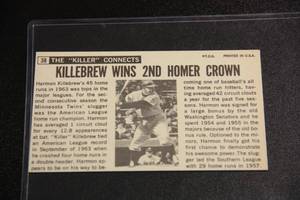 38 THE "KILLER" CONNECTS
©T.C.G. PRINTED IN U.S.A.
KILLEBREW WINS 2ND HOMER CROWN
Harmon Killebrew's 45 home
runs in 1963 was tops in the
major leagues. For the sec-
ond consecutive season the
Minnesota Twins' slugger
was the American League
home run champion. Harmon
has averaged 1 circuit clout
for every 12.8 appearances
at bat. "Killer" Killebrew tied
an American League record
in September of 1963 when
he crashed four home runs in
a double header. Harmon ap-
pears to be on his way to be-
coming one of baseball's all
time home run hitters, hav-
ing averaged 42 circuit clouts
a year for the past five sea-
sons. Harmon was signed for
a large bonus by the old
Washington Senators and he
spent 1954 and 1955 in the
majors because of the old bo-
nus rule. Optioned to the mi-
nors, Harmon finally got his
first chance to demonstrate
his awesome power. The slug-
ger led the Southern League
with 29 home runs in 1957.